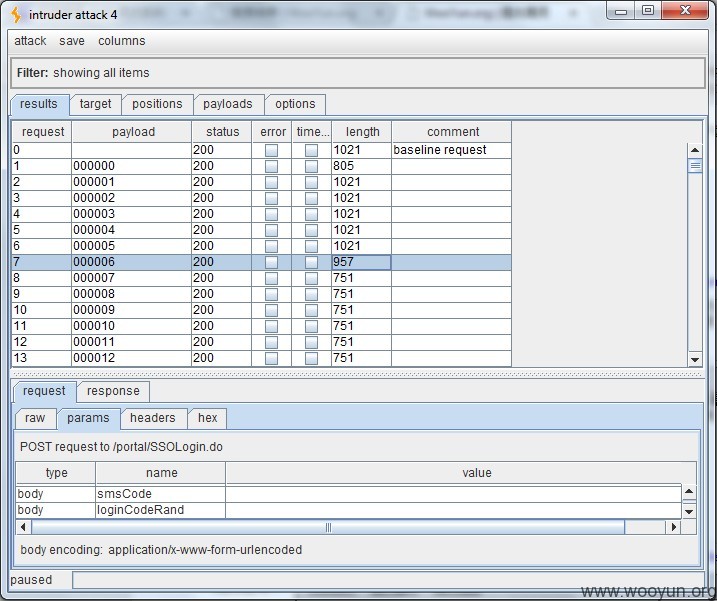 intruder attack 4
attack save columns
Filter: showing all items
results target positions payloads options
request payload status error time... length comment
0 200 1021 baseline request
1 000000 200 805
2 000001 200 1021
3 000002 200 1021
4 000003 200 1021
5 000004 200 1021
6 000005 200 1021
7 000006 200 957
8 000007 200 751
9 000008 200 751
10 000009 200 751
11 000010 200 751
12 000011 200 751
13 000012 200 751
request response
raw params headers hex
POST request to /portal/SSOLogin.do
type name value
body smsCode
body loginCodeRand
body encoding: application/x-www-form-urlencoded
paused
www.wooyun.org